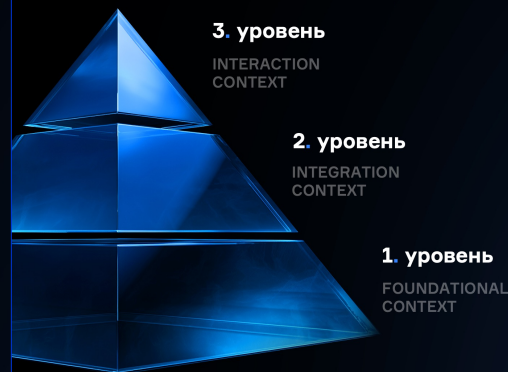 3. уровень
INTERACTION
CONTEXT
2. уровень
INTEGRATION
CONTEXT
1. уровень
FOUNDATIONAL
CONTEXT